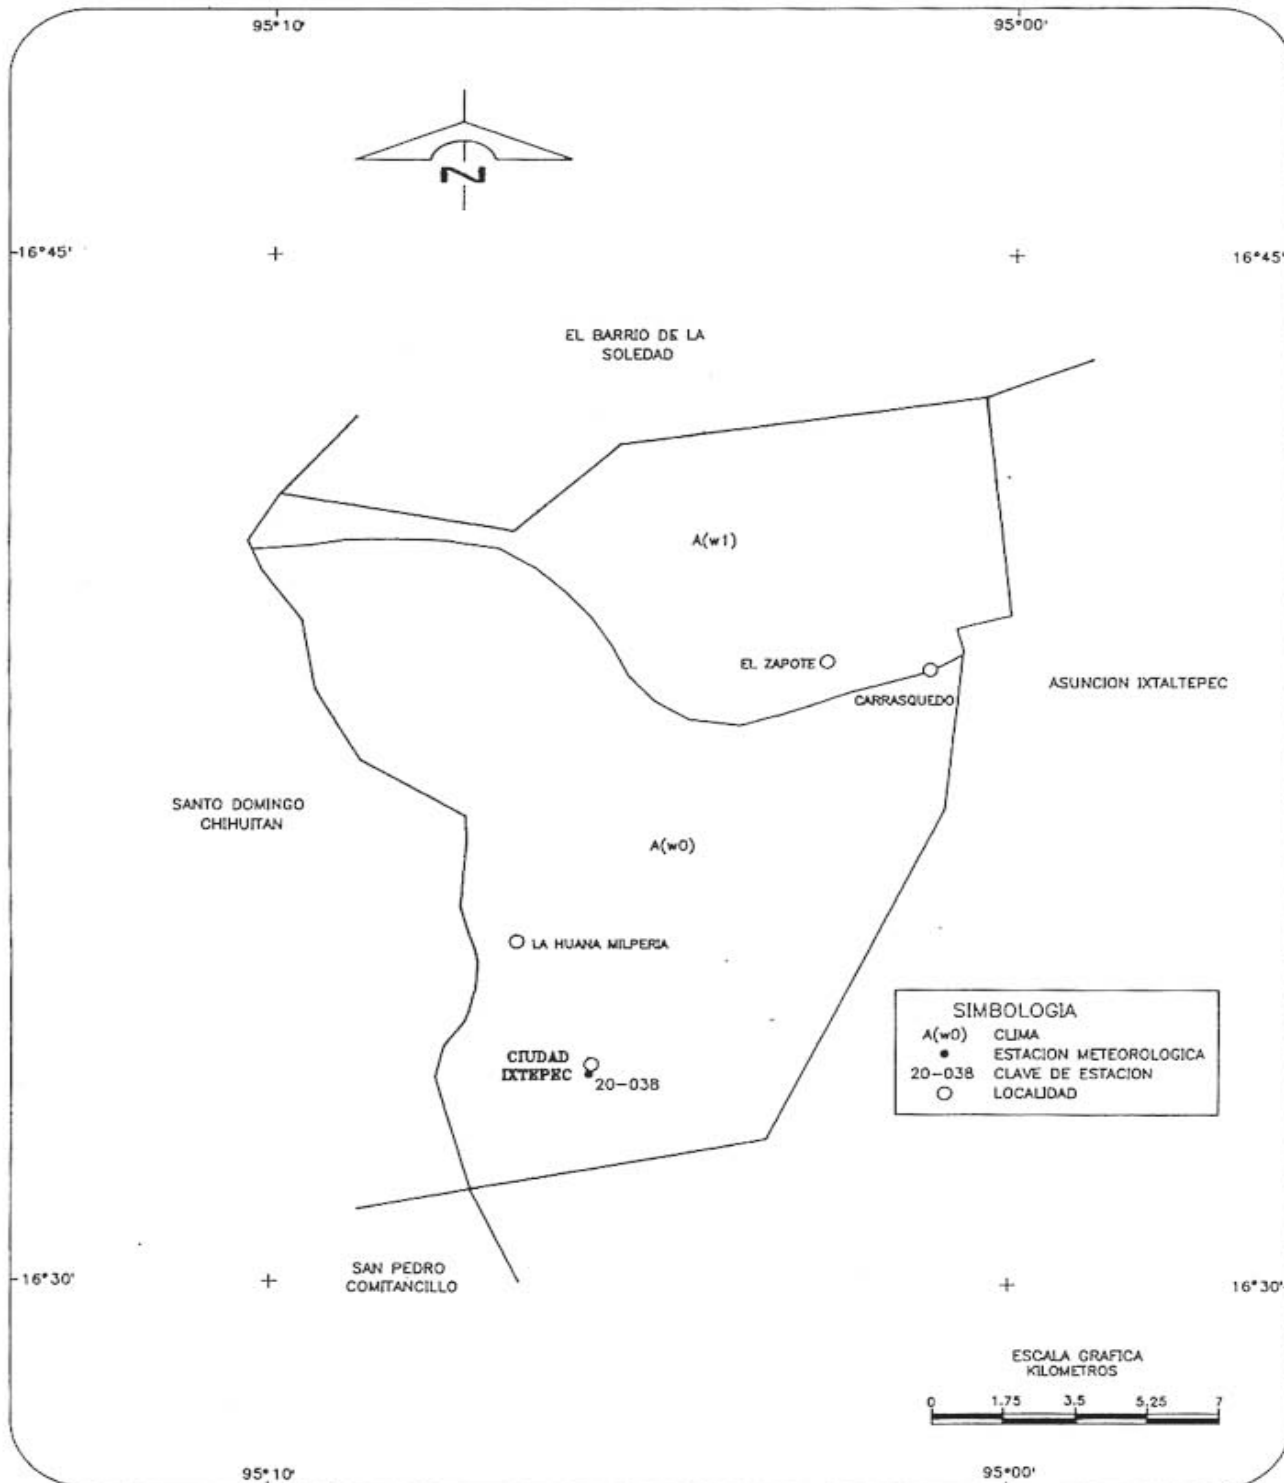 95°10' 95°00'
N
16°45' 16°45'
EL BARRIO DE LA
SOLEDAD
A(w1)
EL ZAPOTE
CARRASQUEDO
ASUNCION IXTALTEPEC
SANTO DOMINGO
CHIHUITAN
A(w0)
LA HUANA MILPERIA
CIUDAD
IXTEPEC
20-038
SIMBOLOGIA
A(w0) CLIMA
ESTACION METEOROLOGICA
20-038 CLAVE DE ESTACION
LOCALIDAD
SAN PEDRO
COMITANCILLO
16°30' 16°30'
ESCALA GRAFICA
KILOMETROS
0 1.75 3.5 5.25 7
95°10' 95°00'